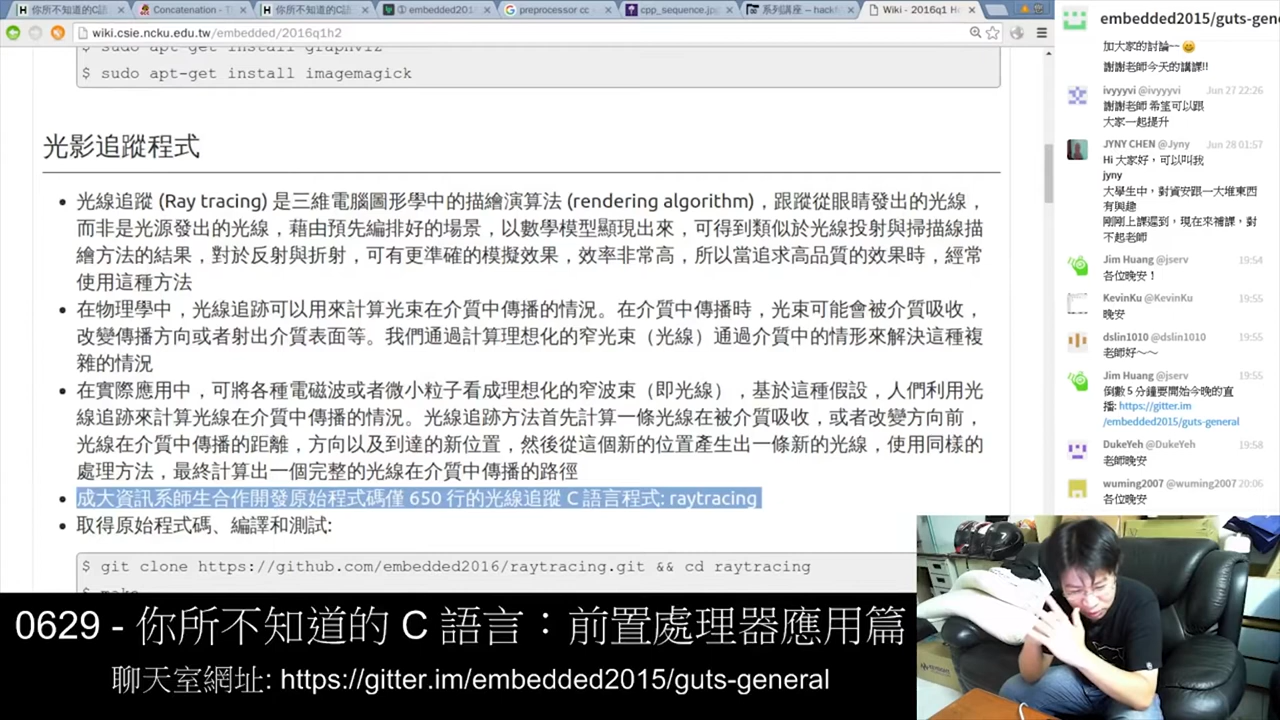 你所不知道的C語
Concatenation - T
你所不知道的C語
① embedded201
preprocessor cc
cpp_sequence.jp
系列講座 -- hackM
Wiki - 2016q1 H
wiki.csie.ncku.edu.tw/embedded/2016q1h2
$ sudo apt-get install graphviz
$ sudo apt-get install imagemagick
光影追蹤程式
光線追蹤 (Ray tracing) 是三維電腦圖形學中的描繪演算法 (rendering algorithm)，跟蹤從眼睛發出的光線，
而非是光源發出的光線，藉由預先編排好的場景，以數學模型顯現出來，可得到類似於光線投射與掃描線描
繪方法的結果，對於反射與折射，可有更準確的模擬效果，效率非常高，所以當追求高品質的效果時，經常
使用這種方法
在物理學中，光線追跡可以用來計算光束在介質中傳播的情況。在介質中傳播時，光束可能會被介質吸收，
改變傳播方向或者射出介質表面等。我們通過計算理想化的窄光束（光線）通過介質中的情形來解決這種複
雜的情況
在實際應用中，可將各種電磁波或者微小粒子看成理想化的窄波束（即光線），基於這種假設，人們利用光
線追跡來計算光線在介質中傳播的情況。光線追跡方法首先計算一條光線在被介質吸收，或者改變方向前，
光線在介質中傳播的距離，方向以及到達的新位置，然後從這個新的位置產生出一條新的光線，使用同樣的
處理方法，最終計算出一個完整的光線在介質中傳播的路徑
成大資訊系師生合作開發原始程式碼僅 650 行的光線追蹤 C 語言程式: raytracing
取得原始程式碼、編譯和測試:
$ git clone https://github.com/embedded2016/raytracing.git && cd raytracing
$ make
embedded2015/guts-gene
加大家的討論~~
謝謝老師今天的講課!!
ivyyyvi @ivyyyvi Jun 27 22:26
謝謝老師 希望可以跟
大家一起提升
JYNY CHEN @Jyny Jun 28 01:57
Hi 大家好，可以叫我
jyny
大學生中，對資安跟一大堆東西
有興趣
剛剛上課遲到，現在來補課，對
不起老師
Jim Huang @jserv 19:54
各位晚安！
KevinKu @KevinKu 19:55
晚安
dslin1010 @dslin1010 19:55
老師好～～
Jim Huang @jserv 19:55
倒數 5 分鐘要開始今晚的直
播: https://gitter.im
/embedded2015/guts-general
DukeYeh @DukeYeh 19:58
老師晚安
wuming2007 @wuming2007 20:06
各位晚安
0629 - 你所不知道的 C 語言：前置處理器應用篇
聊天室網址: https://gitter.im/embedded2015/guts-general